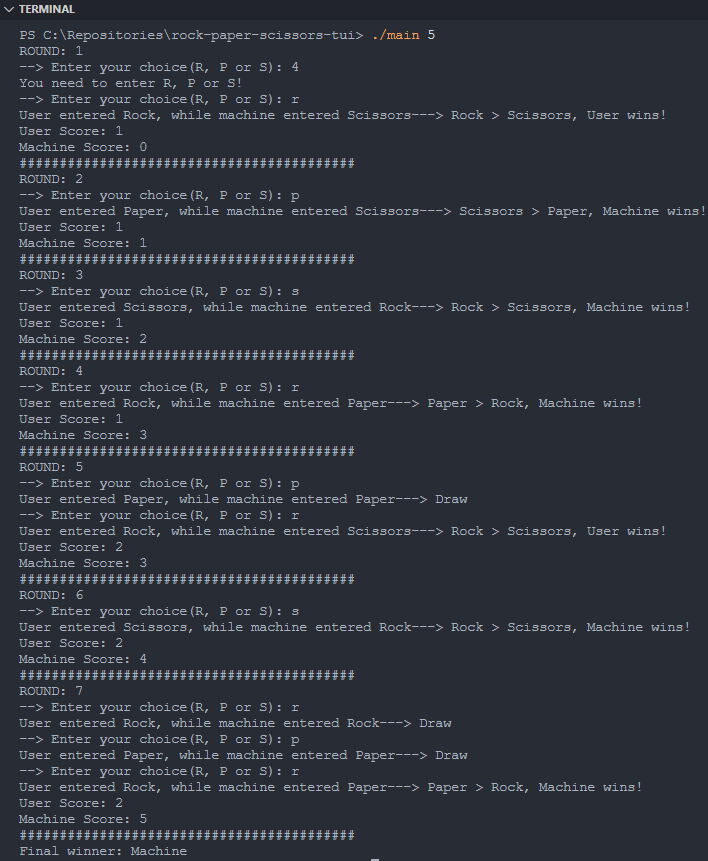 TERMINAL
PS C:\Repositories\rock-paper-scissors-tui> ./main 5
ROUND: 1
--> Enter your choice(R, P or S): 4
You need to enter R, P or S!
--> Enter your choice(R, P or S): r
User entered Rock, while machine entered Scissors---> Rock > Scissors, User wins!
User Score: 1
Machine Score: 0
##########################################
ROUND: 2
--> Enter your choice(R, P or S): p
User entered Paper, while machine entered Scissors---> Scissors > Paper, Machine wins!
User Score: 1
Machine Score: 1
##########################################
ROUND: 3
--> Enter your choice(R, P or S): s
User entered Scissors, while machine entered Rock---> Rock > Scissors, Machine wins!
User Score: 1
Machine Score: 2
##########################################
ROUND: 4
--> Enter your choice(R, P or S): r
User entered Rock, while machine entered Paper---> Paper > Rock, Machine wins!
User Score: 1
Machine Score: 3
##########################################
ROUND: 5
--> Enter your choice(R, P or S): p
User entered Paper, while machine entered Paper---> Draw
--> Enter your choice(R, P or S): r
User entered Rock, while machine entered Scissors---> Rock > Scissors, User wins!
User Score: 2
Machine Score: 3
##########################################
ROUND: 6
--> Enter your choice(R, P or S): s
User entered Scissors, while machine entered Rock---> Rock > Scissors, Machine wins!
User Score: 2
Machine Score: 4
##########################################
ROUND: 7
--> Enter your choice(R, P or S): r
User entered Rock, while machine entered Rock---> Draw
--> Enter your choice(R, P or S): p
User entered Paper, while machine entered Paper---> Draw
--> Enter your choice(R, P or S): r
User entered Rock, while machine entered Paper---> Paper > Rock, Machine wins!
User Score: 2
Machine Score: 5
##########################################
Final winner: Machine